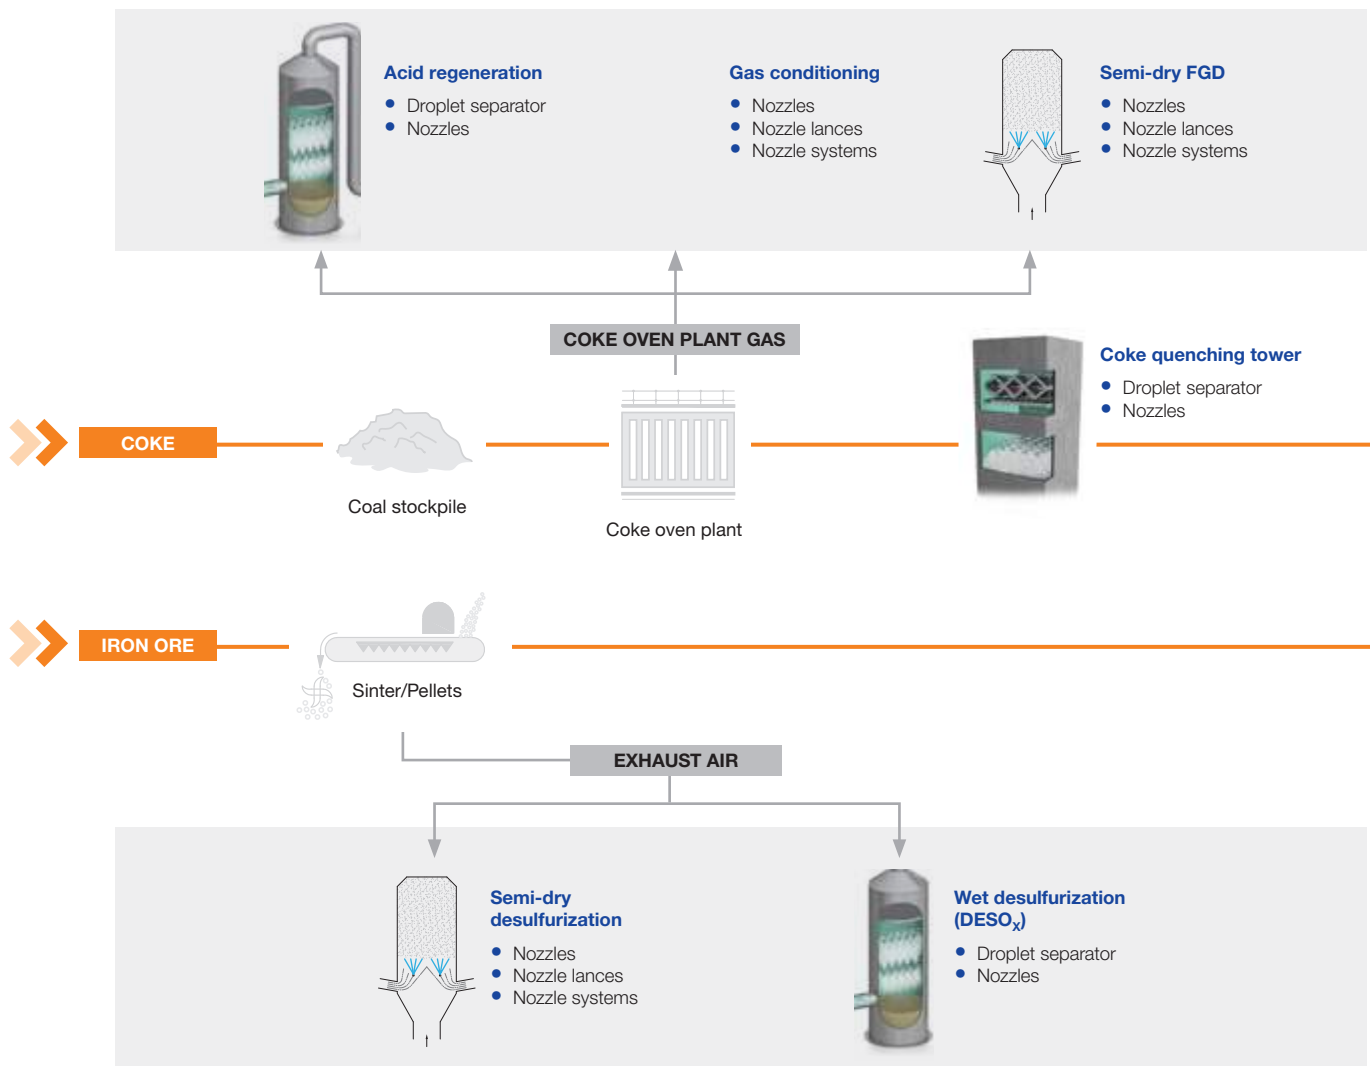 Acid regeneration
• Droplet separator
• Nozzles
Gas conditioning
• Nozzles
• Nozzle lances
• Nozzle systems
Semi-dry FGD
• Nozzles
• Nozzle lances
• Nozzle systems
COKE OVEN PLANT GAS
Coke quenching tower
• Droplet separator
• Nozzles
COKE
Coal stockpile
Coke oven plant
IRON ORE
Sinter/Pellets
EXHAUST AIR
Semi-dry
desulfurization
• Nozzles
• Nozzle lances
• Nozzle systems
Wet desulfurization
(DESOX)
• Droplet separator
• Nozzles